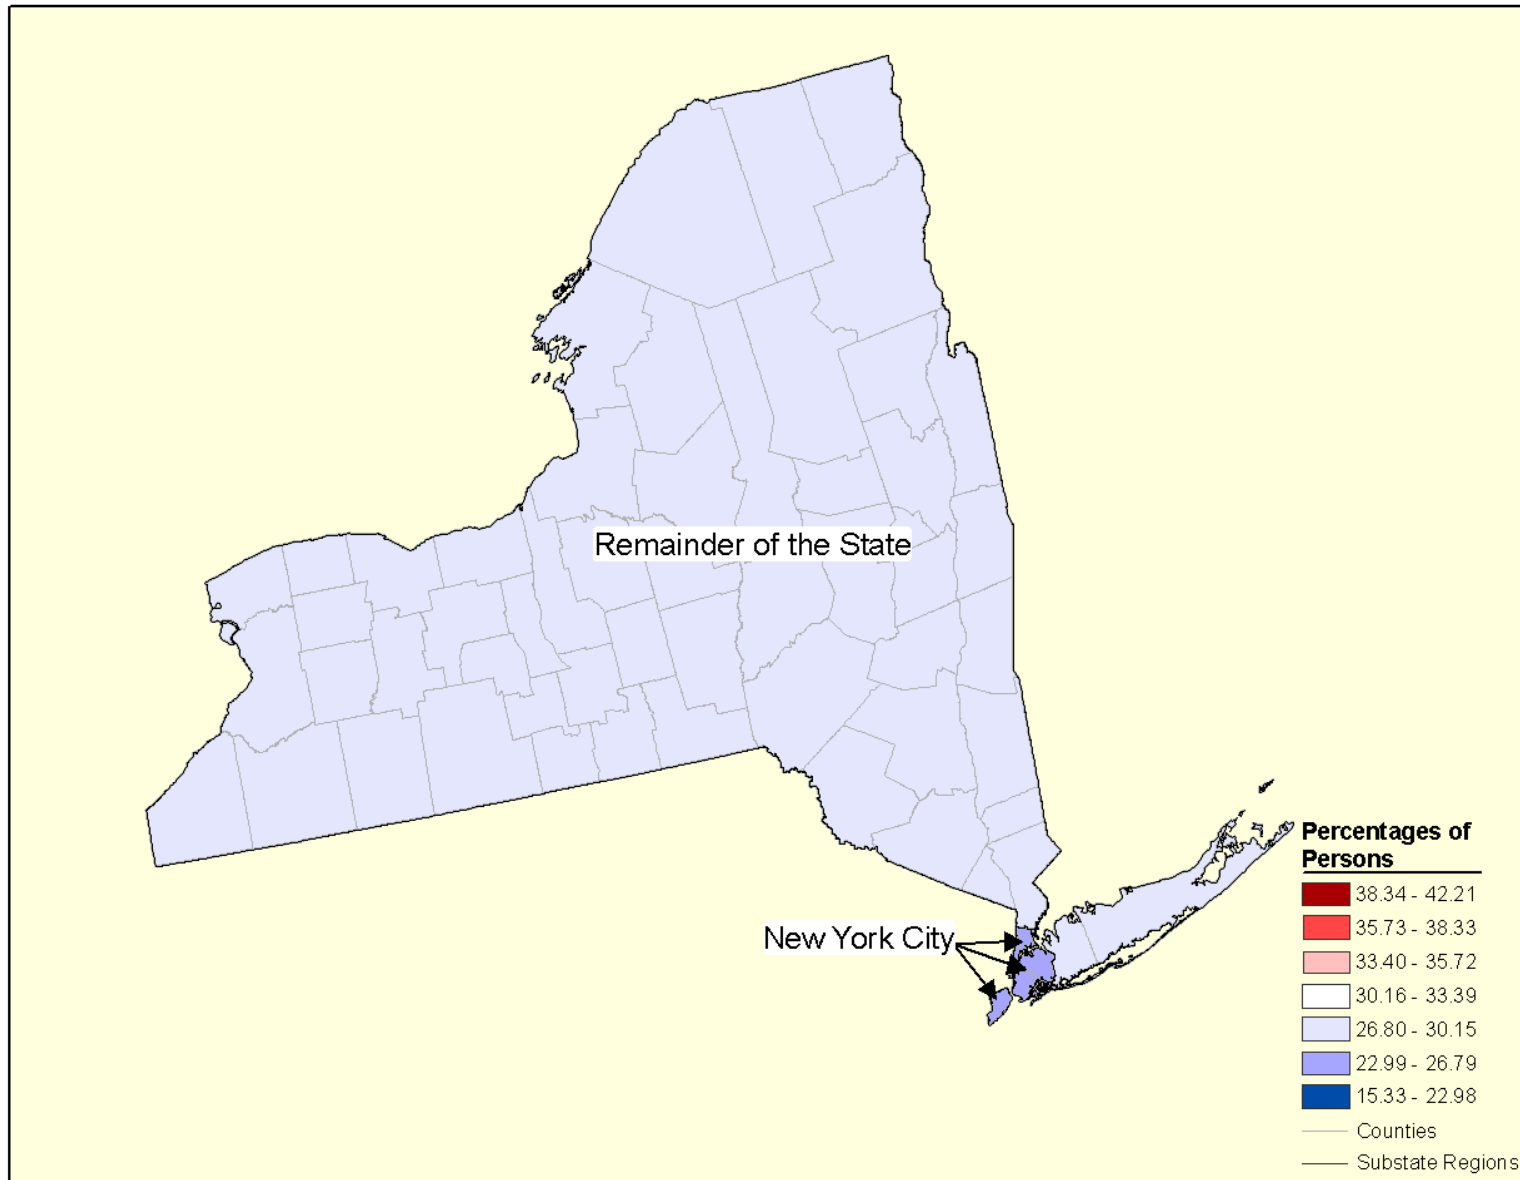 Remainder of the State
New York City
Percentages of
Persons
38.34 - 42.21
35.73 - 38.33
33.40 - 35.72
30.16 - 33.39
26.80 - 30.15
22.99 - 26.79
15.33 - 22.98
Counties
Substate Regions